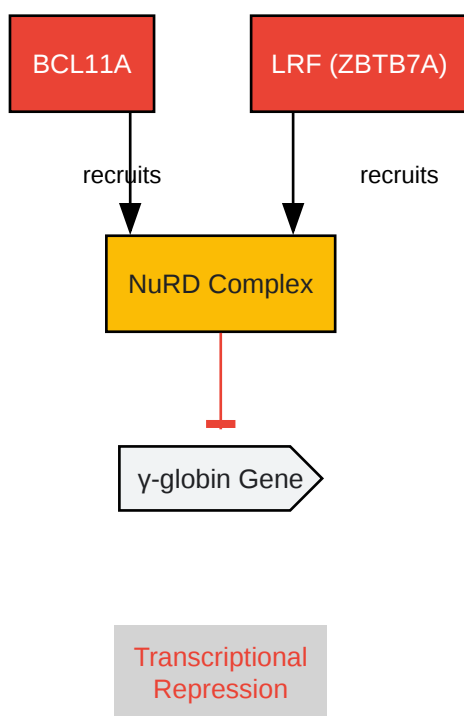 BCL11A
LRF (ZBTB7A)
recruits
recruits
NuRD Complex
γ-globin Gene
Transcriptional
Repression